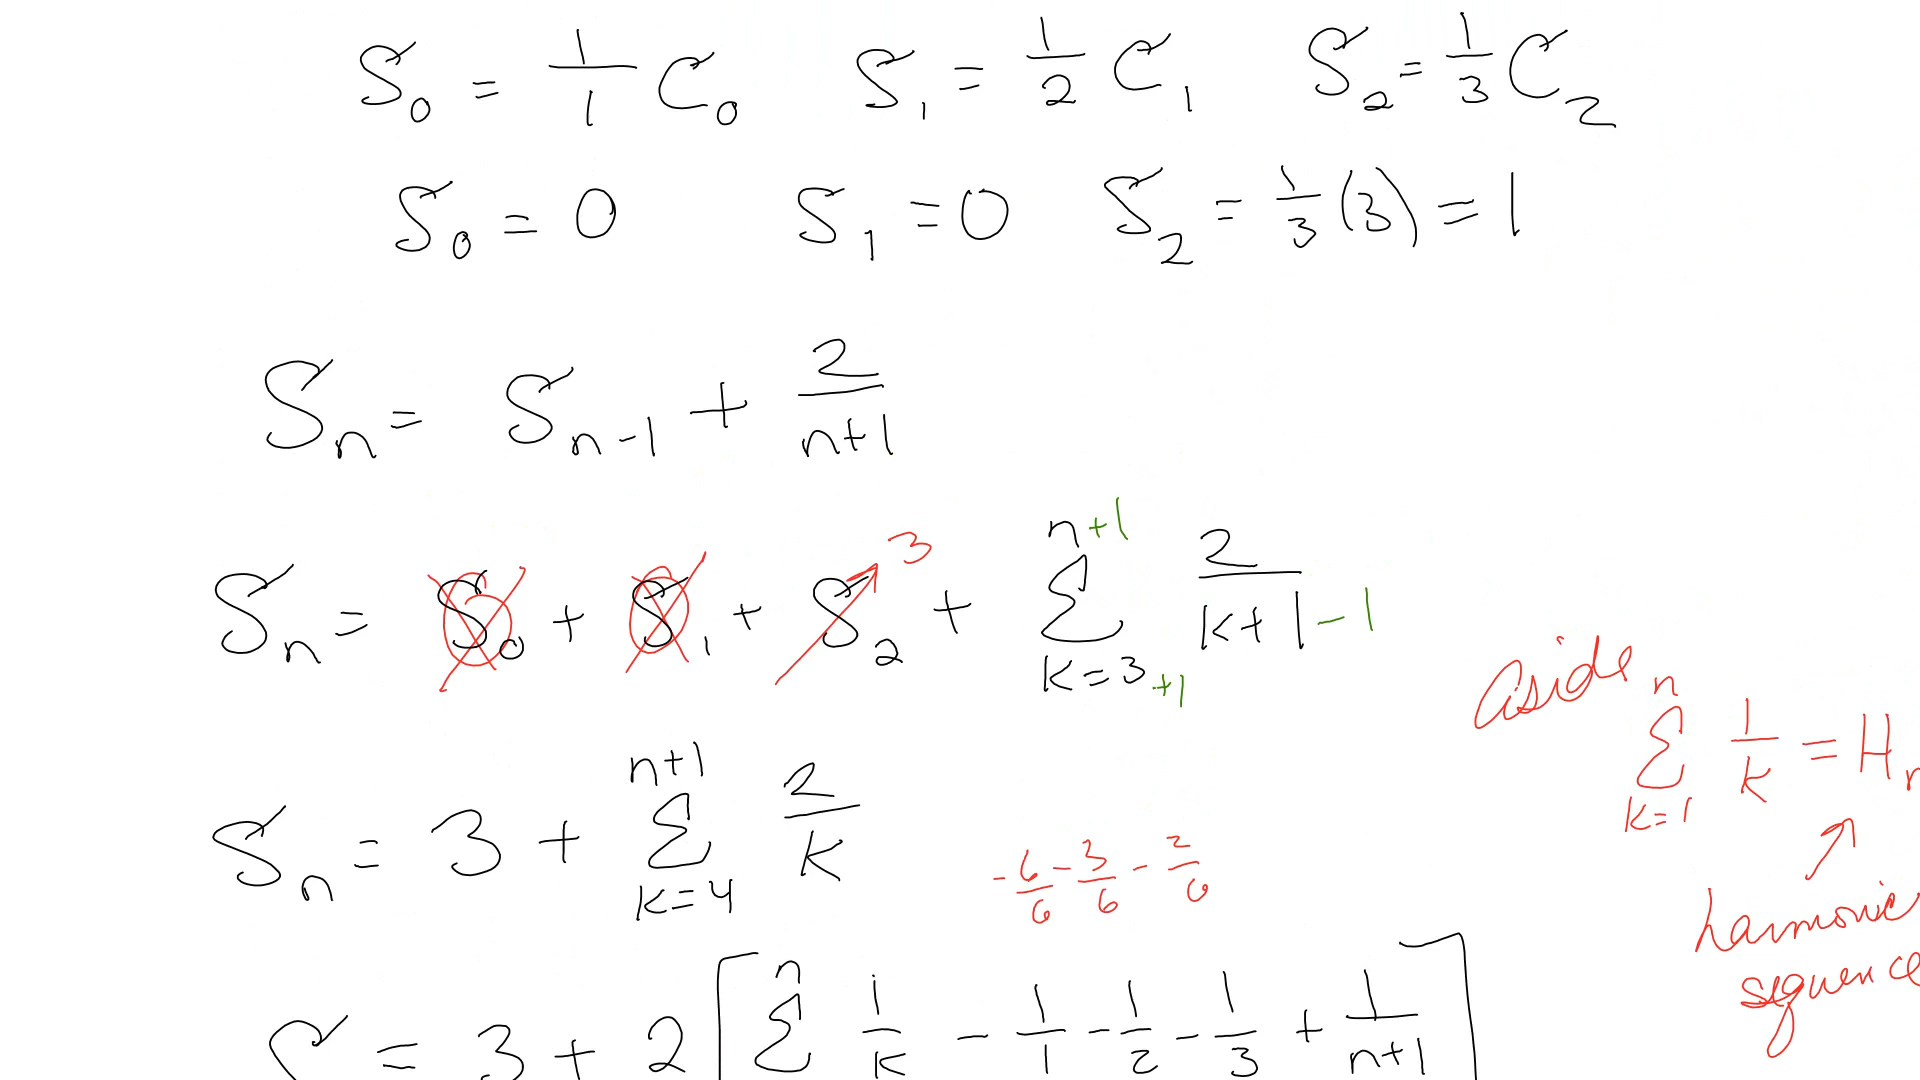 S₀ = 1/1 C₀   S₁ = 1/2 C₁   S₂ = 1/3 C₂
S₀ = 0   S₁ = 0   S₂ = 1/3 (3) = 1
Sₙ = Sₙ₋₁ + 2/(n+1)
Sₙ = S₀ + S₁ + S₂ 3 + Σ n+1 k=3+1 2/(k+1-1)
aside
Σ n k=1 1/k = Hₙ
Sₙ = 3 + Σ n+1 k=4 2/k
-6/6 - 3/6 - 2/6
harmonic
sequence
S = 3 + 2 [ Σ n 1/k - 1/1 - 1/2 - 1/3 + 1/(n+1) ]